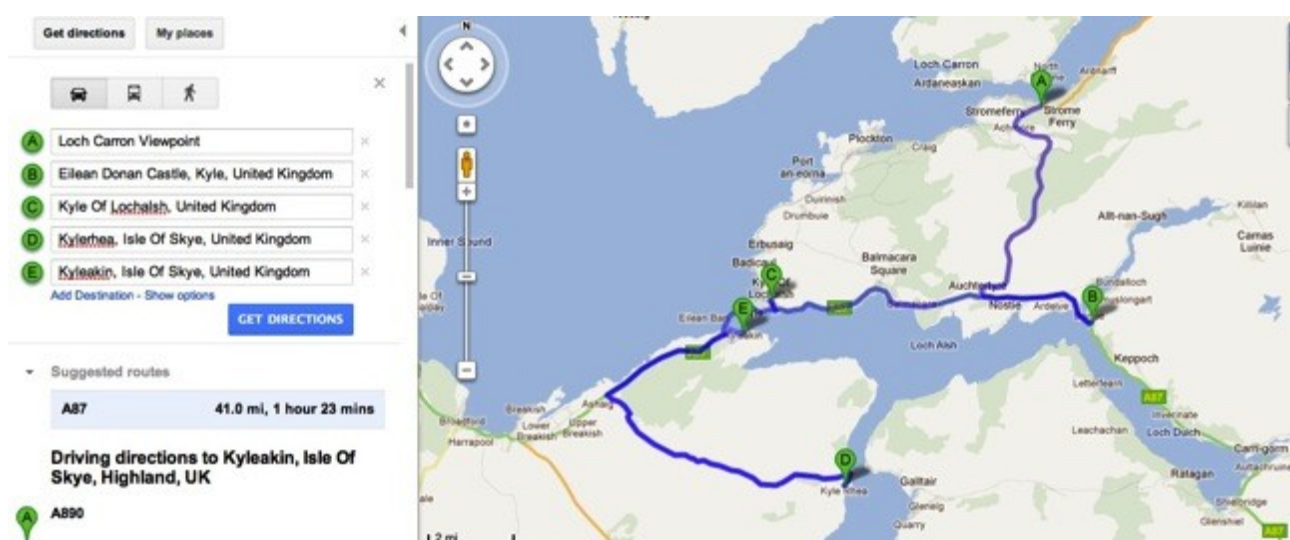 Get directions
My places
A Loch Carron Viewpoint
B Eilean Donan Castle, Kyle, United Kingdom
C Kyle Of Lochalsh, United Kingdom
D Kylerhea, Isle Of Skye, United Kingdom
E Kyleakin, Isle Of Skye, United Kingdom
Add Destination - Show options
GET DIRECTIONS
Suggested routes
A87 41.0 mi, 1 hour 23 mins
Driving directions to Kyleakin, Isle Of
Skye, Highland, UK
A A890
N
Loch Carron
Ardaneaskan
North
Ardnarff
A
Stromeferry
Strome
Ferry
Plockton
Craig
Port
an-eorna
Duirinish
Drumbuie
Allt-nan-Sugh
Killilan
Camas
Luinie
Inner Sound
Erbusaig
Badicaul
C
Balmacara
Square
Auchtertyre
Nostie
Ardelve
B
E
Loch Alsh
Keppoch
Letterfearn
A87
Inverinate
Leachachan
Loch Duich
Ratagan
Shielbridge
Glenshiel
A87
Ashaig
Broadford
Breakish
Lower
Breakish
Upper
Breakish
Harrapool
D
Kyle Rhea
Galltair
Glenelg
Quarry
2 mi